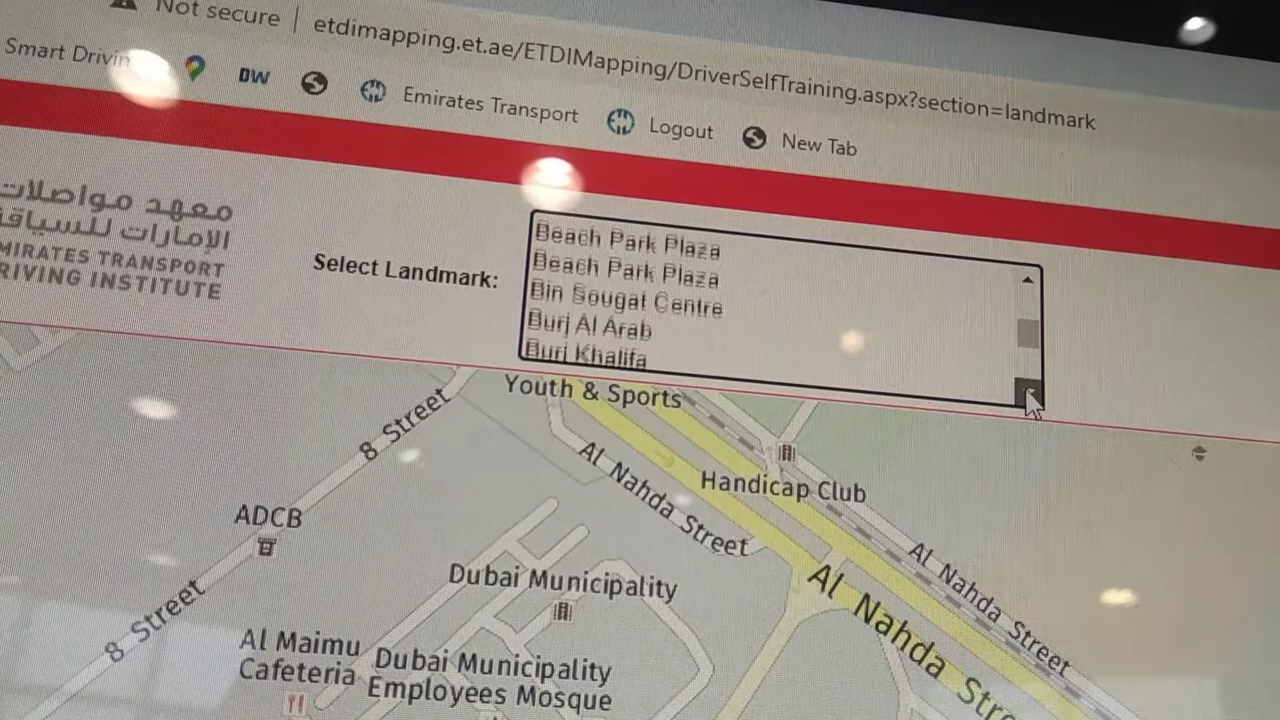 Not secure | etdimapping.et.ae/ETDIMapping/DriverSelfTraining.aspx?section=landmark
Smart Drivin
DW
Emirates Transport
Logout
New Tab
معهد مواصلات
الإمارات للسياقة
MIRATES TRANSPORT
RIVING INSTITUTE
Select Landmark:
Beach Park Plaza
Beach Park Plaza
Bin Sougat Centre
Burj Al Arab
Burj Khalifa
Youth & Sports
8 Street
Al Nahda Street
Handicap Club
ADCB
Al Nahda Street
Dubai Municipality
Al Nahda Stre
8 Street
Al Maimu
Cafeteria
Dubai Municipality
Employees Mosque